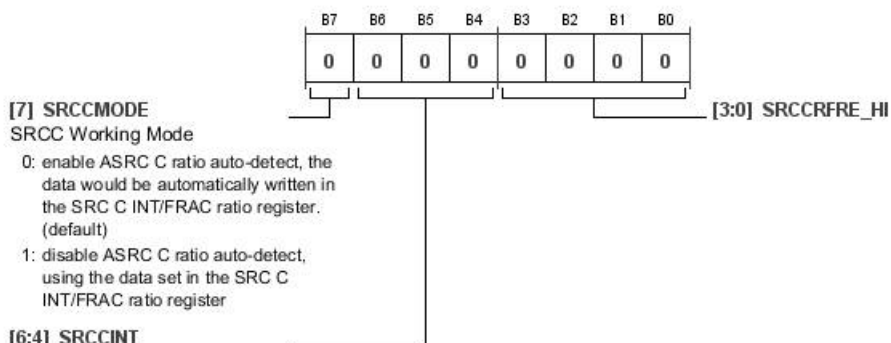 B7 B6 B5 B4 B3 B2 B1 B0
0 0 0 0 0 0 0 0
[7] SRCCMODE
[3:0] SRCCRFRE_HI
SRCC Working Mode
0: enable ASRC C ratio auto-detect, the
data would be automatically written in
the SRC C INT/FRAC ratio register.
(default)
1: disable ASRC C ratio auto-detect,
using the data set in the SRC C
INT/FRAC ratio register
[6:4] SRCCINT